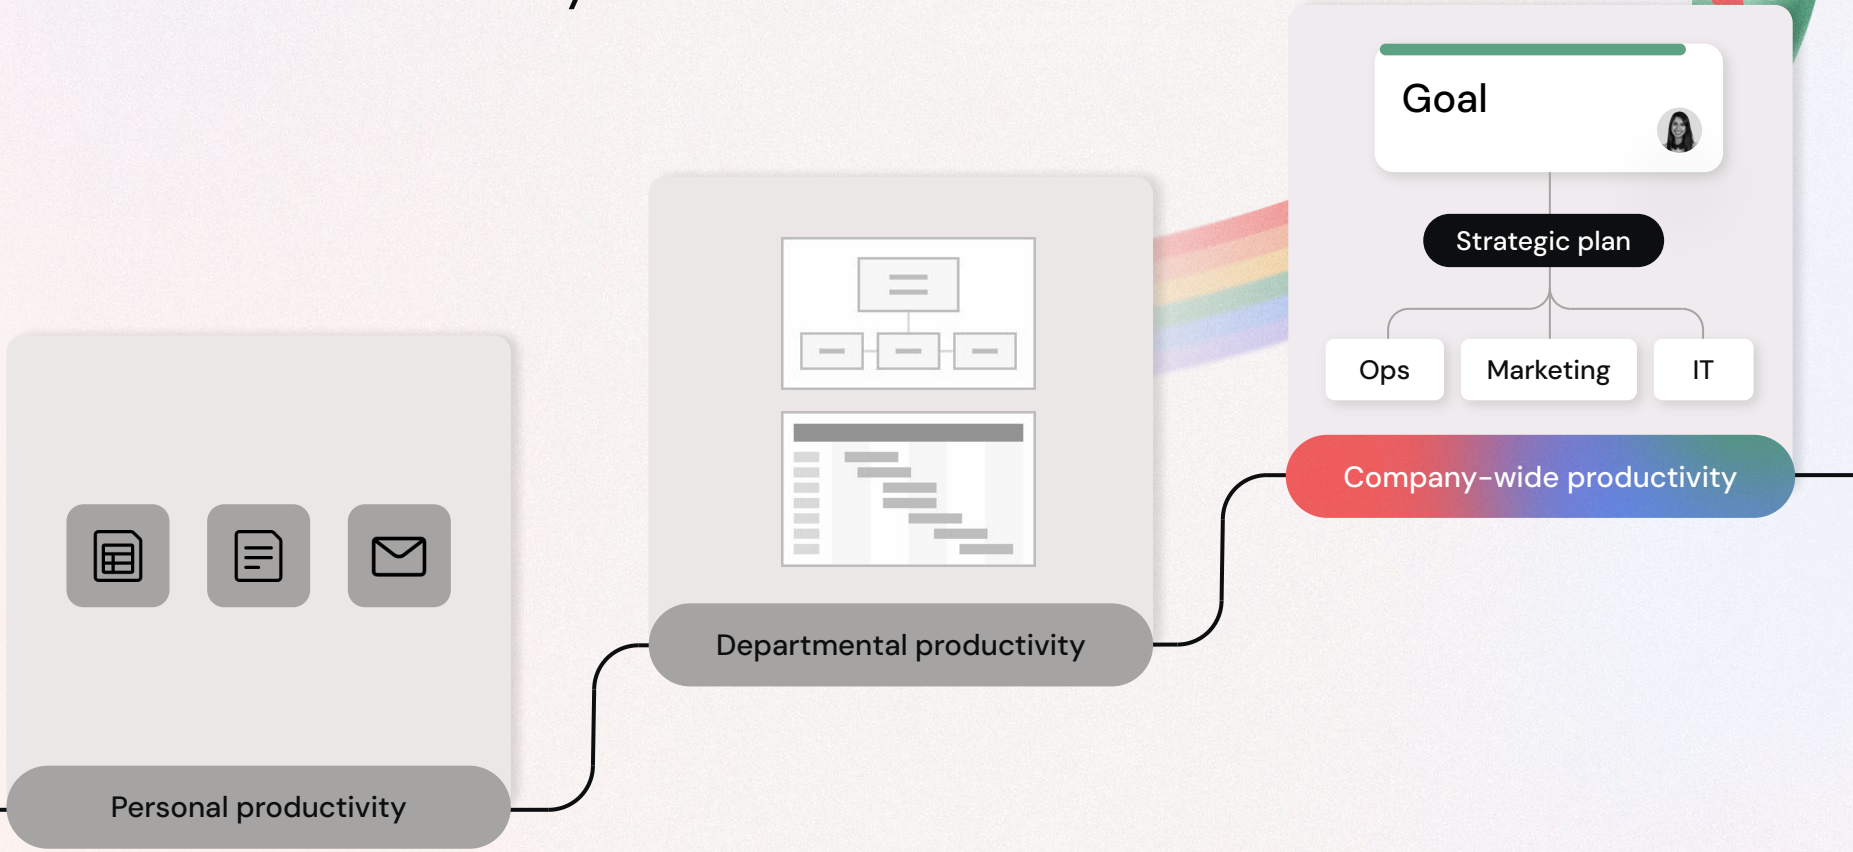 Goal
Strategic plan
Ops
Marketing
IT
Company-wide productivity
Departmental productivity
Personal productivity